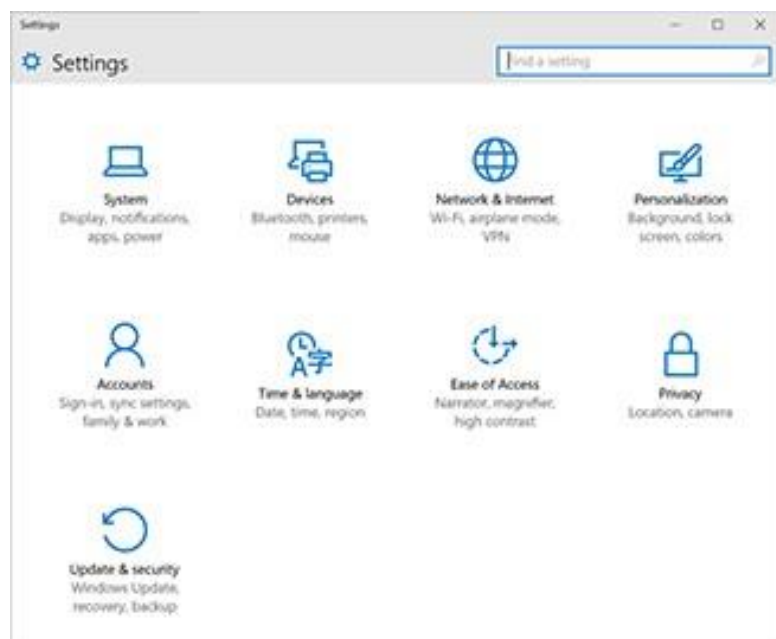 Settings
Settings
Find a setting
System
Display, notifications,
apps, power
Devices
Bluetooth, printers,
mouse
Network & Internet
Wi-Fi, airplane mode,
VPN
Personalization
Background, lock
screen, colors
Accounts
Sign-in, sync settings,
family & work
A字
Time & language
Date, time, region
Ease of Access
Narrator, magnifier,
high contrast
Privacy
Location, camera
Update & security
Windows Update,
recovery, backup